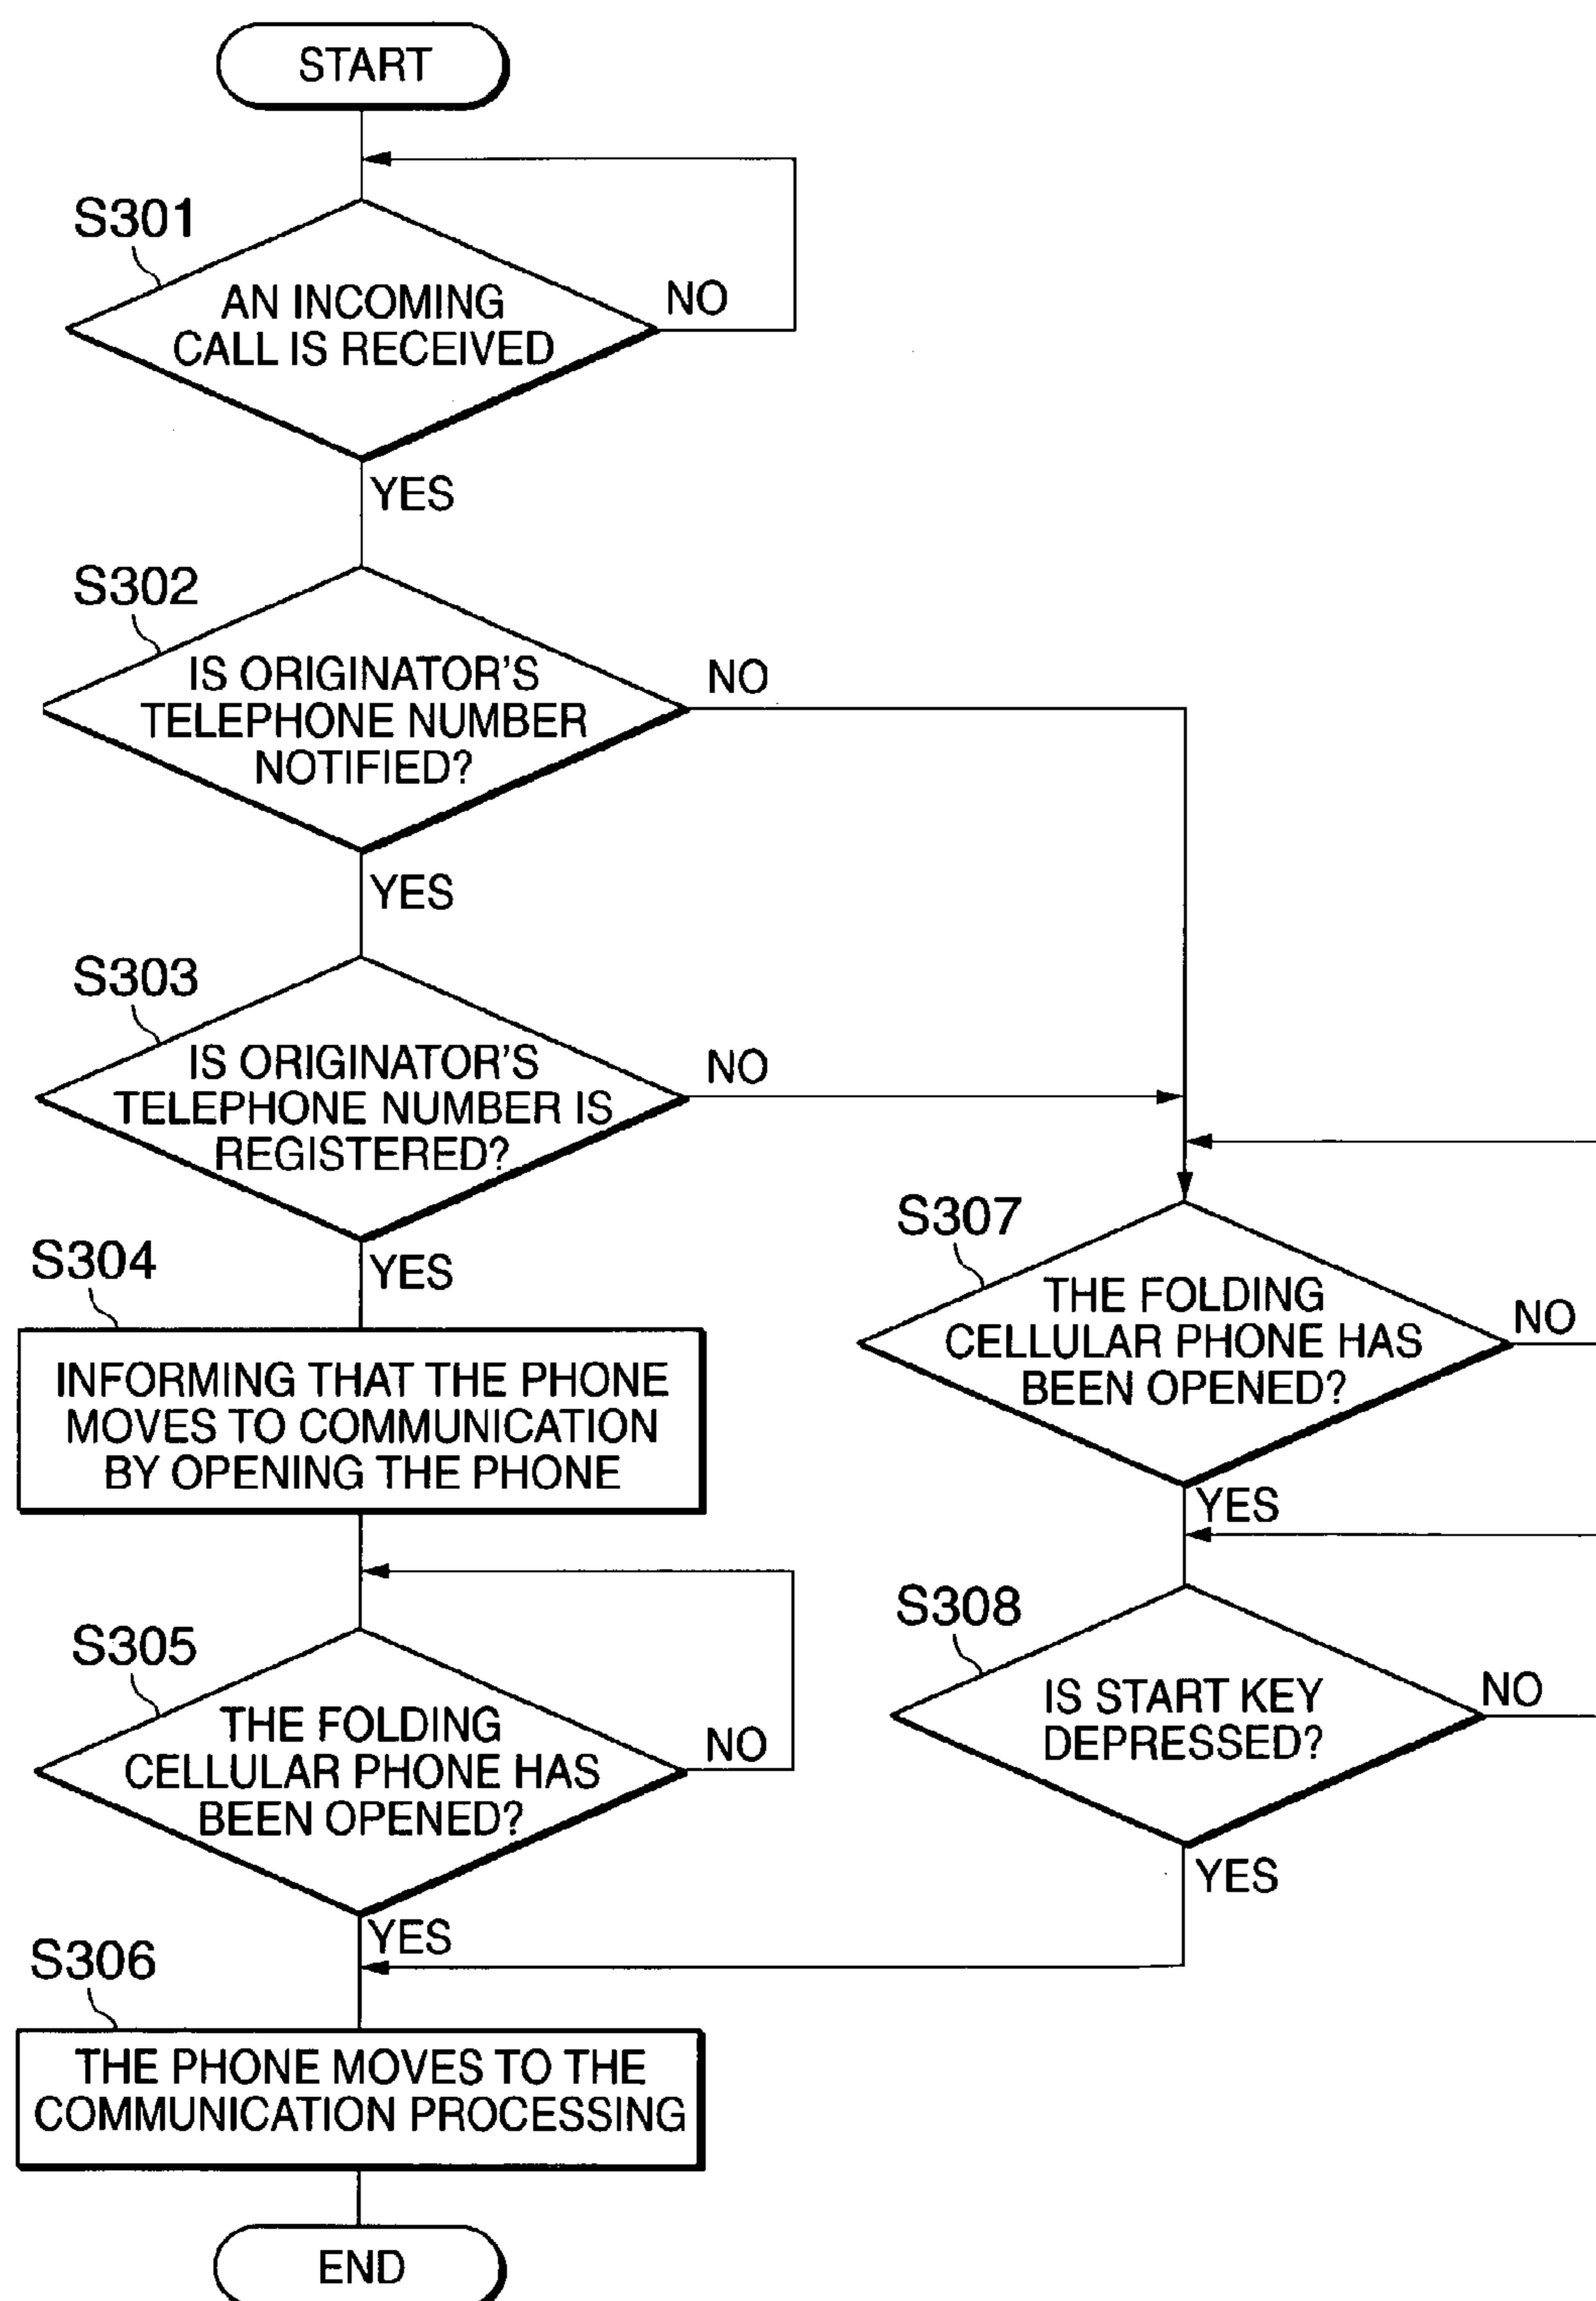 START
S301
AN INCOMING
CALL IS RECEIVED
NO
YES
S302
IS ORIGINATOR'S
TELEPHONE NUMBER
NOTIFIED?
NO
YES
S303
IS ORIGINATOR'S
TELEPHONE NUMBER IS
REGISTERED?
NO
YES
S304
INFORMING THAT THE PHONE
MOVES TO COMMUNICATION
BY OPENING THE PHONE
S305
THE FOLDING
CELLULAR PHONE HAS
BEEN OPENED?
NO
YES
S306
THE PHONE MOVES TO THE
COMMUNICATION PROCESSING
END
S307
THE FOLDING
CELLULAR PHONE HAS
BEEN OPENED?
NO
YES
S308
IS START KEY
DEPRESSED?
NO
YES